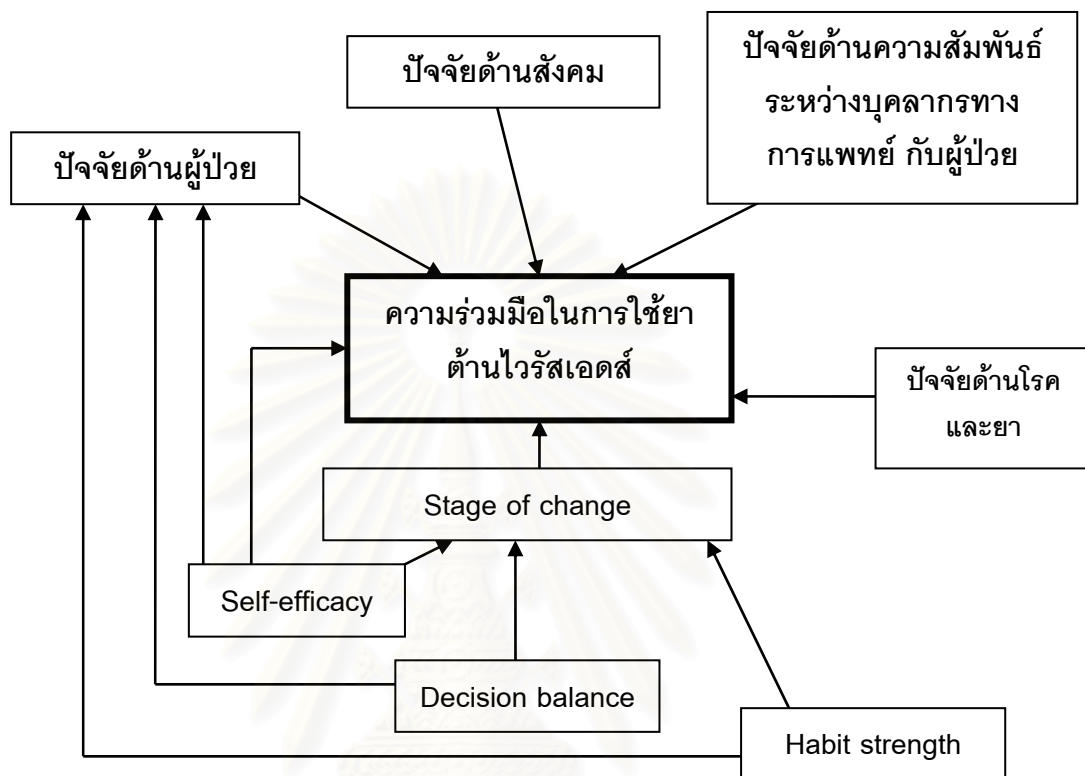 ปัจจัยด้านสังคม
ปัจจัยด้านความสัมพันธ์
ระหว่างบุคลากรทาง
การแพทย์ กับผู้ป่วย
ปัจจัยด้านผู้ป่วย
ความร่วมมือในการใช้ยา
ต้านไวรัสเอดส์
ปัจจัยด้านโรค
และยา
Stage of change
Self-efficacy
Decision balance
Habit strength